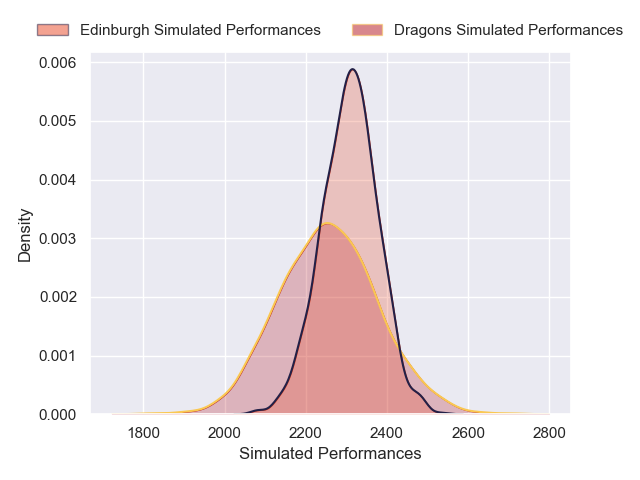 Edinburgh Simulated Performances Dragons Simulated Performances
0.006
0.005
0.004
0.003
0.002
0.001
0.000
Density
1800 2000 2200 2400 2600 2800
Simulated Performances